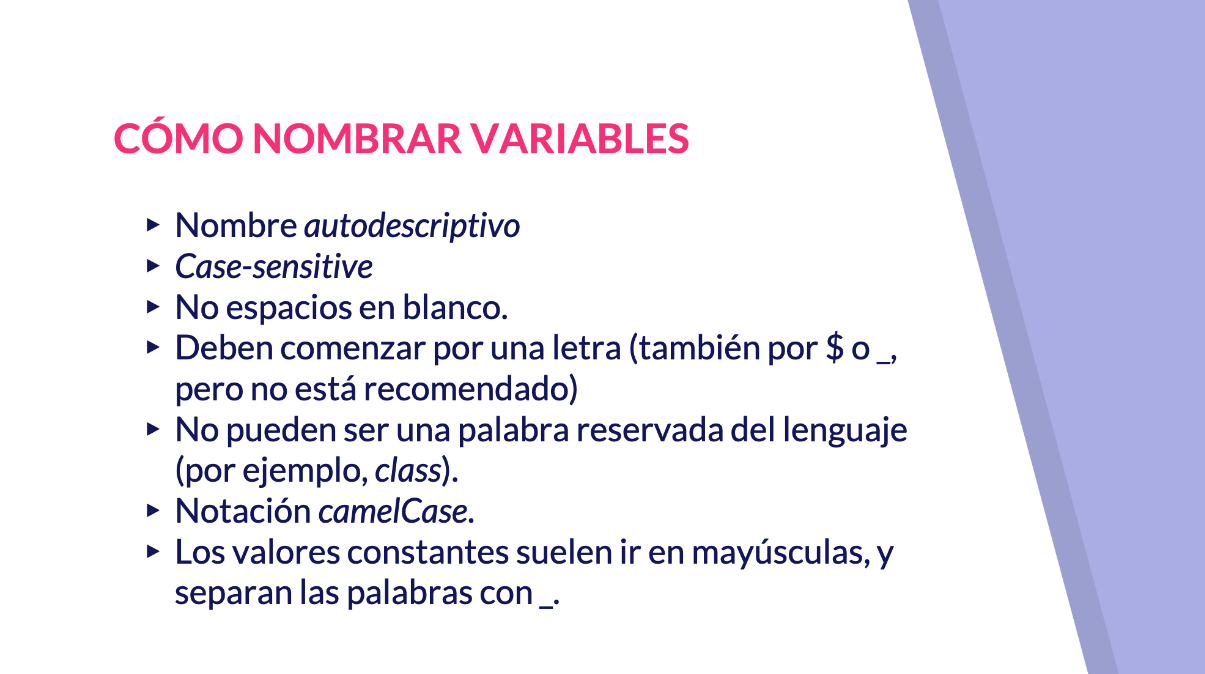 CÓMO NOMBRAR VARIABLES
▸ Nombre autodescriptivo
▸ Case-sensitive
▸ No espacios en blanco.
▸ Deben comenzar por una letra (también por $ o _,
pero no está recomendado)
▸ No pueden ser una palabra reservada del lenguaje
(por ejemplo, class).
▸ Notación camelCase.
▸ Los valores constantes suelen ir en mayúsculas, y
separan las palabras con _.